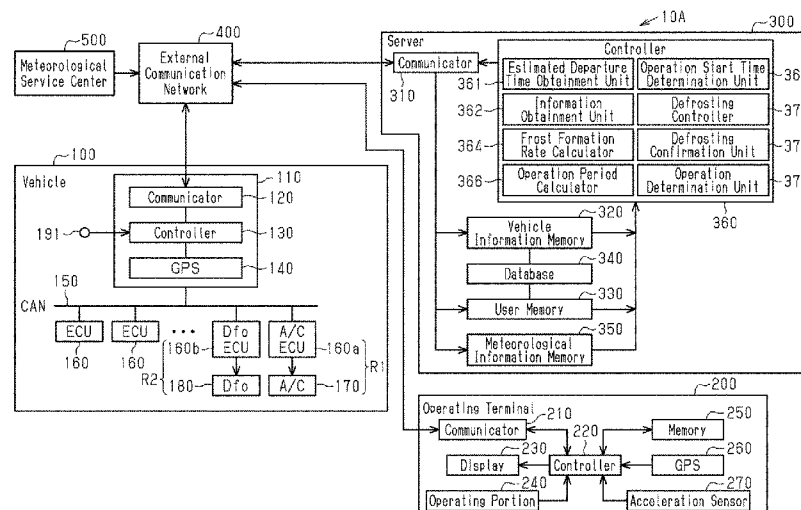 10A
500
Meteorological
Service Center
400
External
Communication
Network
300
Server
Communicator
310
Controller
Estimated Departure
Time Obtainment Unit
361
Operation Start Time
Determination Unit
36
362
Information
Obtainment Unit
Defrosting
Controller
37
364
Frost Formation
Rate Calculator
Defrosting
Confirmation Unit
37
366
Operation Period
Calculator
Operation
Determination Unit
37
360
Vehicle
Information Memory
320
Database
340
User Memory
330
Meteorological
Information Memory
350
100
Vehicle
110
Communicator
120
191
Controller
130
GPS
140
150
CAN
ECU
160
ECU
160
•••
Dfo
ECU
160b
A/C
ECU
160a
R2
180
Dfo
A/C
170
R1
200
Operating Terminal
210
Communicator
220
Controller
230
Display
240
Operating Portion
250
Memory
260
GPS
270
Acceleration Sensor